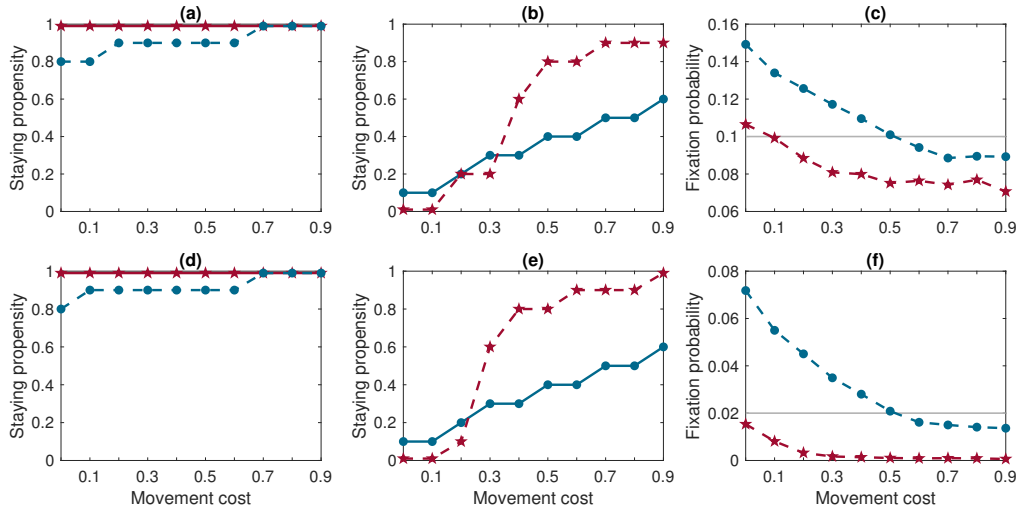 (a)
Staying propensity
1
0.8
0.6
0.4
0.2
0
0.1 0.3 0.5 0.7 0.9
(b)
Staying propensity
1
0.8
0.6
0.4
0.2
0
0.1 0.3 0.5 0.7 0.9
(c)
Fixation probability
0.16
0.14
0.12
0.1
0.08
0.06
0.1 0.3 0.5 0.7 0.9
(d)
Staying propensity
1
0.8
0.6
0.4
0.2
0
0.1 0.3 0.5 0.7 0.9
Movement cost
(e)
Staying propensity
1
0.8
0.6
0.4
0.2
0
0.1 0.3 0.5 0.7 0.9
Movement cost
(f)
Fixation probability
0.08
0.06
0.04
0.02
0
0.1 0.3 0.5 0.7 0.9
Movement cost